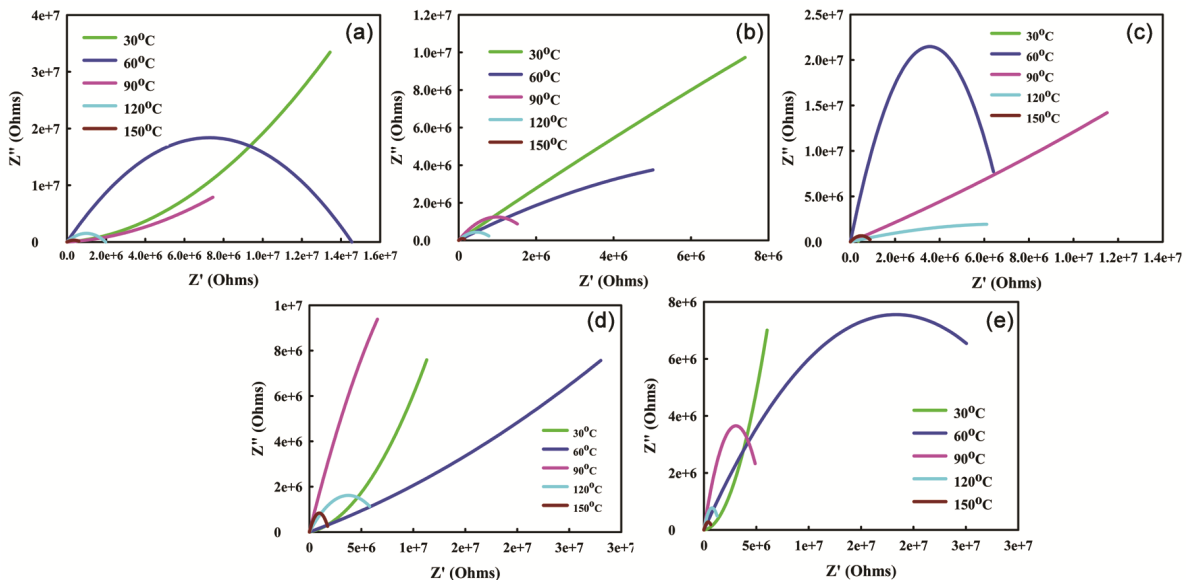 (a)
4e+7
3e+7
2e+7
1e+7
0
Z" (Ohms)
30⁰C
60⁰C
90⁰C
120⁰C
150⁰C
0.0 2.0e+6 4.0e+6 6.0e+6 8.0e+6 1.0e+7 1.2e+7 1.4e+7 1.6e+7
Z' (Ohms)
(b)
1.2e+7
1.0e+7
8.0e+6
6.0e+6
4.0e+6
2.0e+6
0.0
Z" (Ohms)
30⁰C
60⁰C
90⁰C
120⁰C
150⁰C
0 2e+6 4e+6 6e+6 8e+6
Z' (Ohms)
(c)
2.5e+7
2.0e+7
1.5e+7
1.0e+7
5.0e+6
0.0
Z" (Ohms)
30⁰C
60⁰C
90⁰C
120⁰C
150⁰C
0.0 2.0e+6 4.0e+6 6.0e+6 8.0e+6 1.0e+7 1.2e+7 1.4e+7
Z' (Ohms)
(d)
1e+7
8e+6
6e+6
4e+6
2e+6
0
Z" (Ohms)
30⁰C
60⁰C
90⁰C
120⁰C
150⁰C
0 5e+6 1e+7 2e+7 2e+7 3e+7 3e+7
Z' (Ohms)
(e)
8e+6
6e+6
4e+6
2e+6
0
Z" (Ohms)
30⁰C
60⁰C
90⁰C
120⁰C
150⁰C
0 5e+6 1e+7 2e+7 2e+7 3e+7 3e+7
Z' (Ohms)